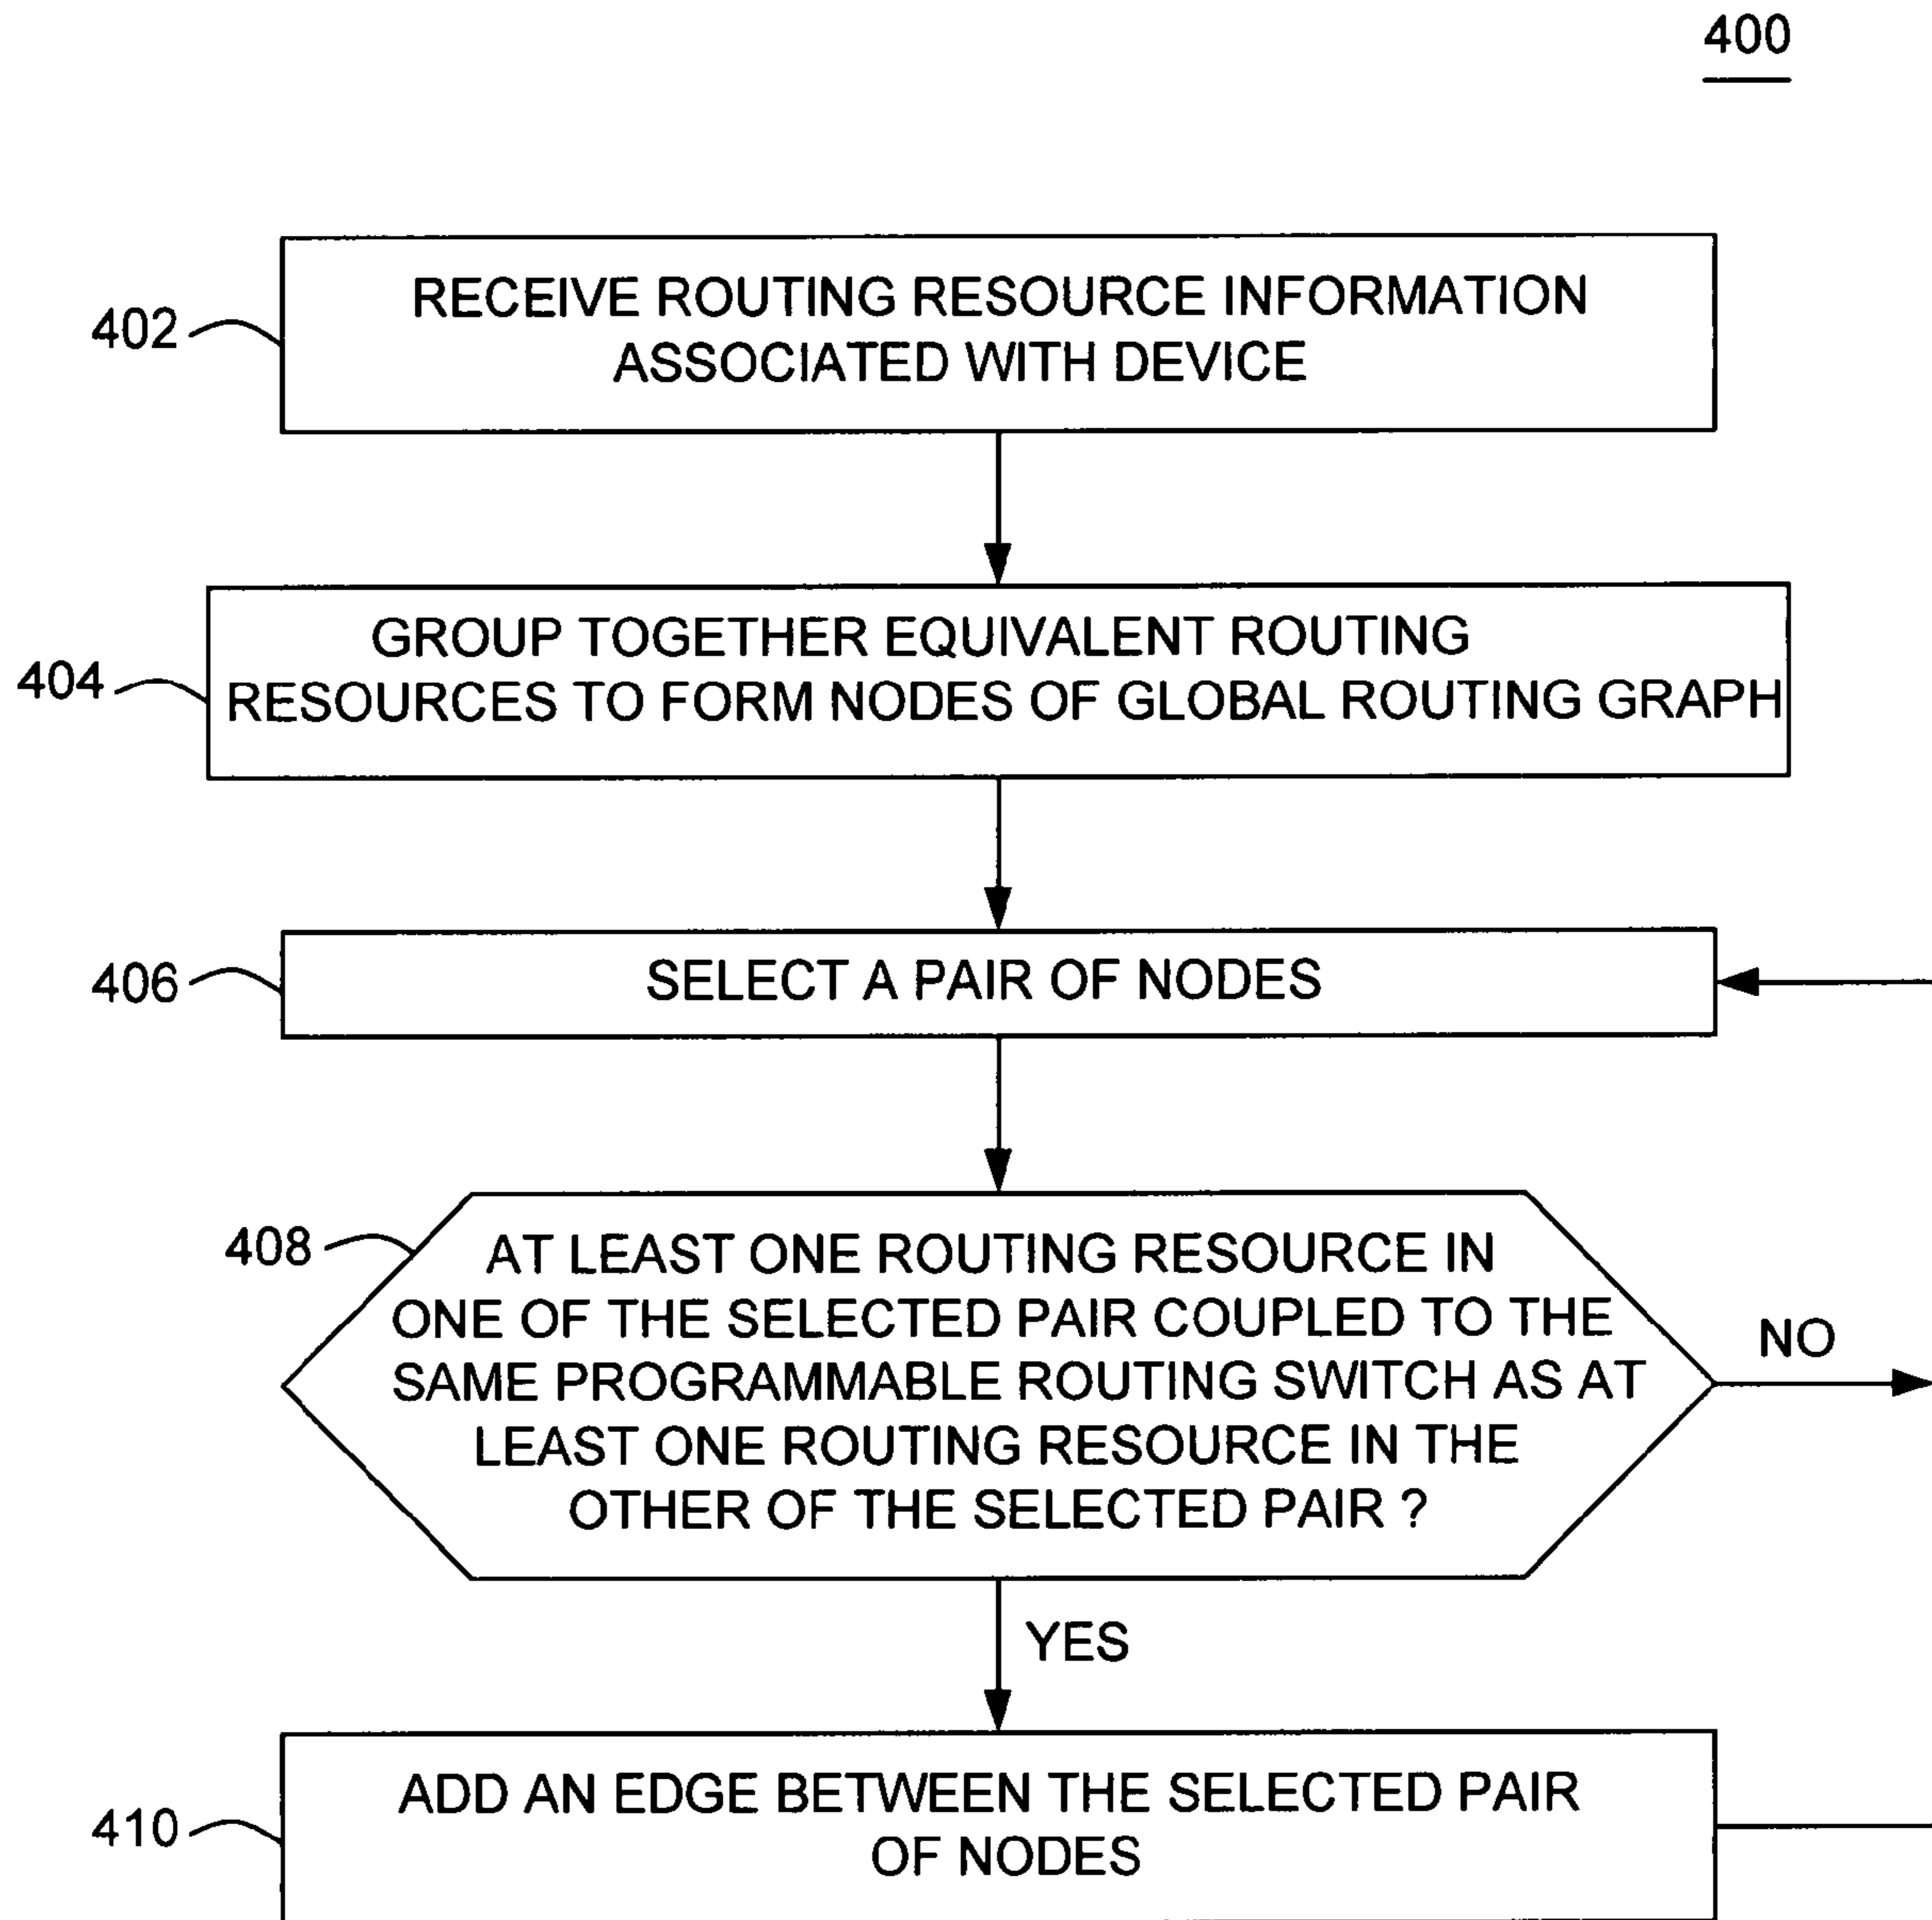 400
402
RECEIVE ROUTING RESOURCE INFORMATION
ASSOCIATED WITH DEVICE
404
GROUP TOGETHER EQUIVALENT ROUTING
RESOURCES TO FORM NODES OF GLOBAL ROUTING GRAPH
406
SELECT A PAIR OF NODES
408
AT LEAST ONE ROUTING RESOURCE IN
ONE OF THE SELECTED PAIR COUPLED TO THE
SAME PROGRAMMABLE ROUTING SWITCH AS AT
LEAST ONE ROUTING RESOURCE IN THE
OTHER OF THE SELECTED PAIR ?
NO
YES
410
ADD AN EDGE BETWEEN THE SELECTED PAIR
OF NODES